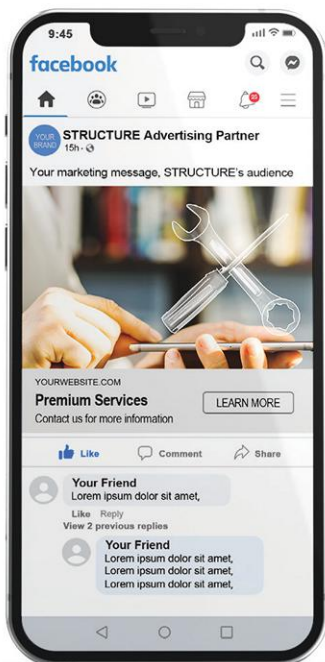 9:45
facebook
YOUR
BRAND
STRUCTURE Advertising Partner
15h ·
Your marketing message, STRUCTURE's audience
YOURWEBSITE.COM
Premium Services
Contact us for more information
LEARN MORE
Like
Comment
Share
Your Friend
Lorem ipsum dolor sit amet,
Like Reply
View 2 previous replies
Your Friend
Lorem ipsum dolor sit amet,
Lorem ipsum dolor sit amet,
Lorem ipsum dolor sit amet,